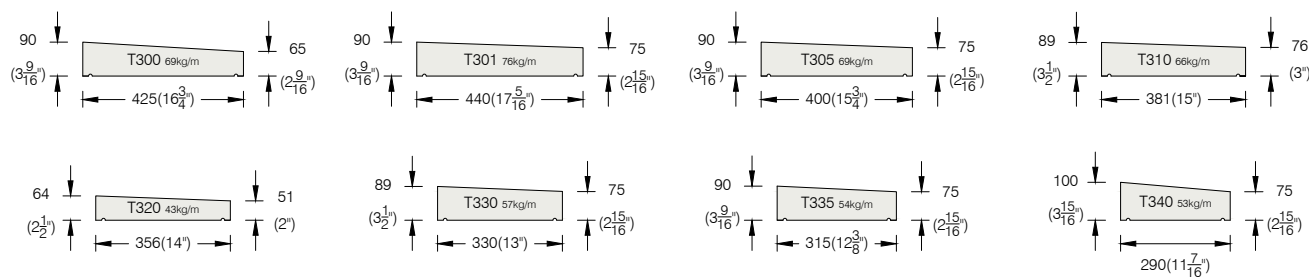 90 T300 69kg/m 65
(3 9/16") (2 9/16")
425(16 3/4")
90 T301 76kg/m 75
(3 9/16") (2 15/16")
440(17 5/16")
90 T305 69kg/m 75
(3 9/16") (2 15/16")
400(15 3/4")
89 T310 66kg/m 76
(3 1/2") (3")
381(15")
64 T320 43kg/m 51
(2 1/2") (2")
356(14")
89 T330 57kg/m 75
(3 1/2") (2 15/16")
330(13")
90 T335 54kg/m 75
(3 9/16") (2 15/16")
315(12 3/8")
100 T340 53kg/m 75
(3 15/16") (2 15/16")
290(11 7/16")